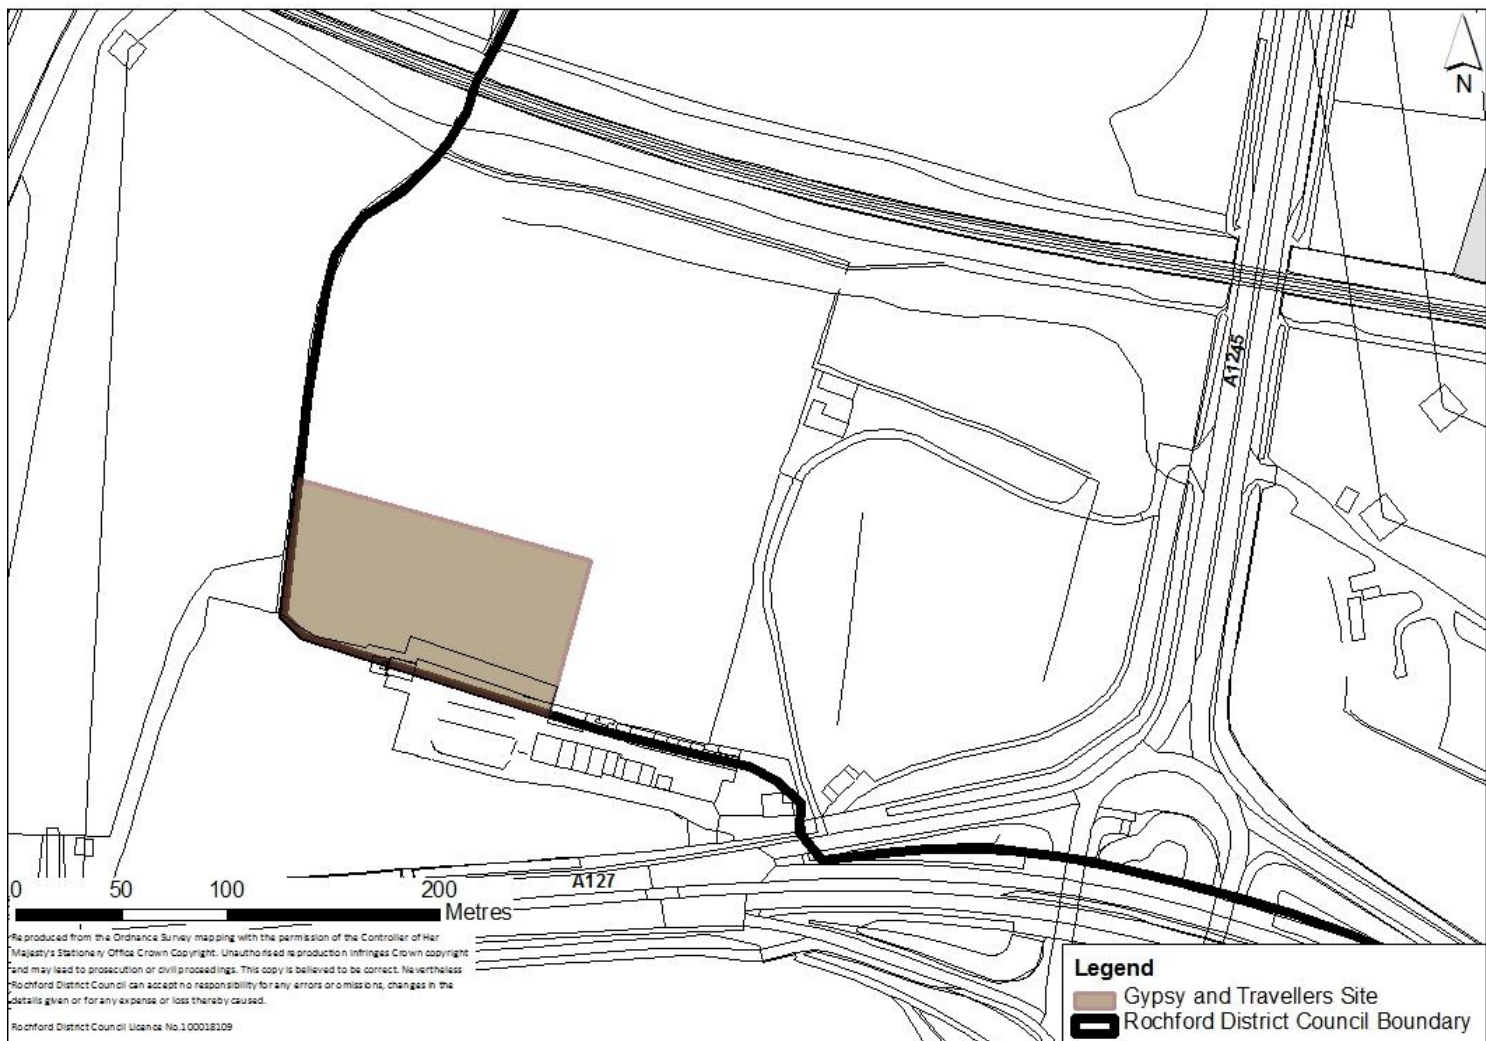 N
A1245
A127
0 50 100 200
Metres
Reproduced from the Ordnance Survey mapping with the permission of the Controller of Her
Majesty's Stationery Office Crown Copyright. Unauthorised reproduction infringes Crown copyright
and may lead to prosecution or civil proceedings. This copy is believed to be correct. Nevertheless
Rochford District Council can accept no responsibility for any errors or omissions, changes in the
details given or for any expense or loss thereby caused.
Rochford District Council Licence No.100018109
Legend
Gypsy and Travellers Site
Rochford District Council Boundary